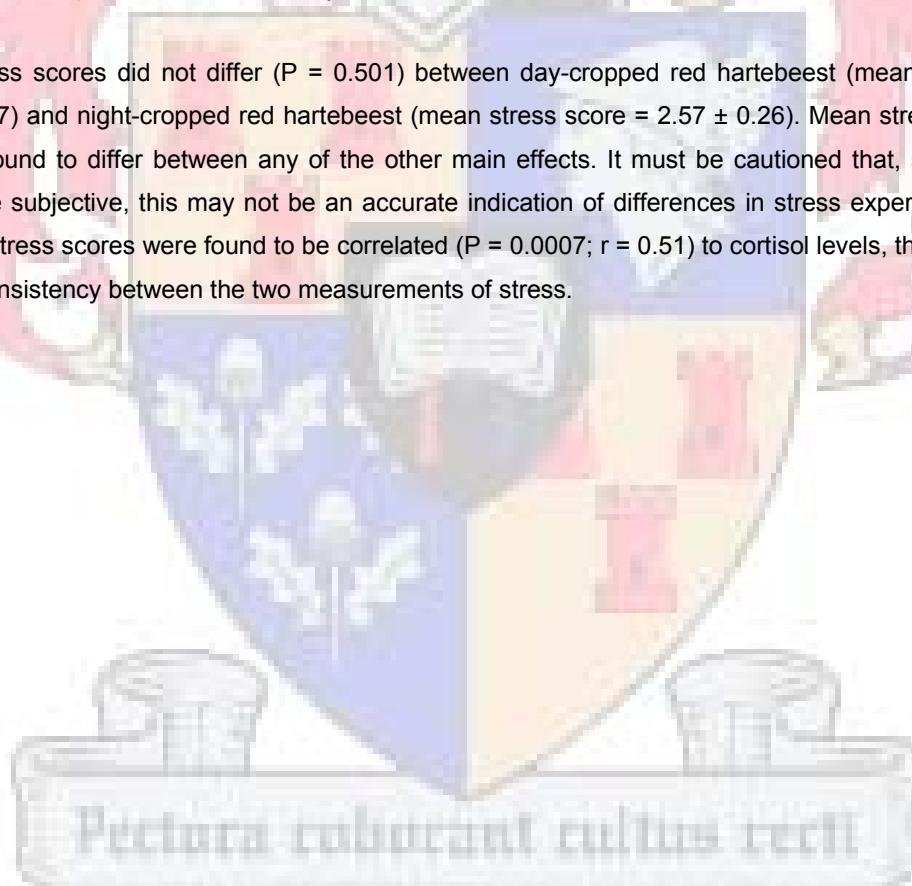 ss scores did not differ (P = 0.501) between day-cropped red hartebeest (mean
7) and night-cropped red hartebeest (mean stress score = 2.57 ± 0.26). Mean stre
ound to differ between any of the other main effects. It must be cautioned that,
e subjective, this may not be an accurate indication of differences in stress exper
stress scores were found to be correlated (P = 0.0007; r = 0.51) to cortisol levels, th
nsistency between the two measurements of stress.
Pectora roborant cultus recti